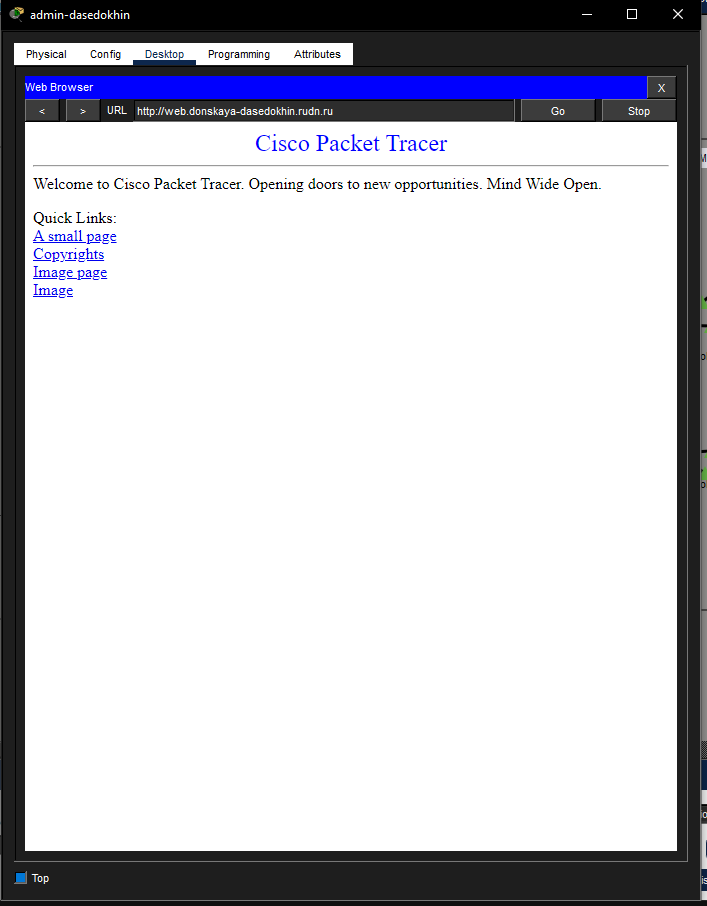 admin-dasedokhin
Physical Config Desktop Programming Attributes
Web Browser X
< > URL http://web.donskaya-dasedokhin.rudn.ru Go Stop
Cisco Packet Tracer
Welcome to Cisco Packet Tracer. Opening doors to new opportunities. Mind Wide Open.
Quick Links:
A small page
Copyrights
Image page
Image
Top